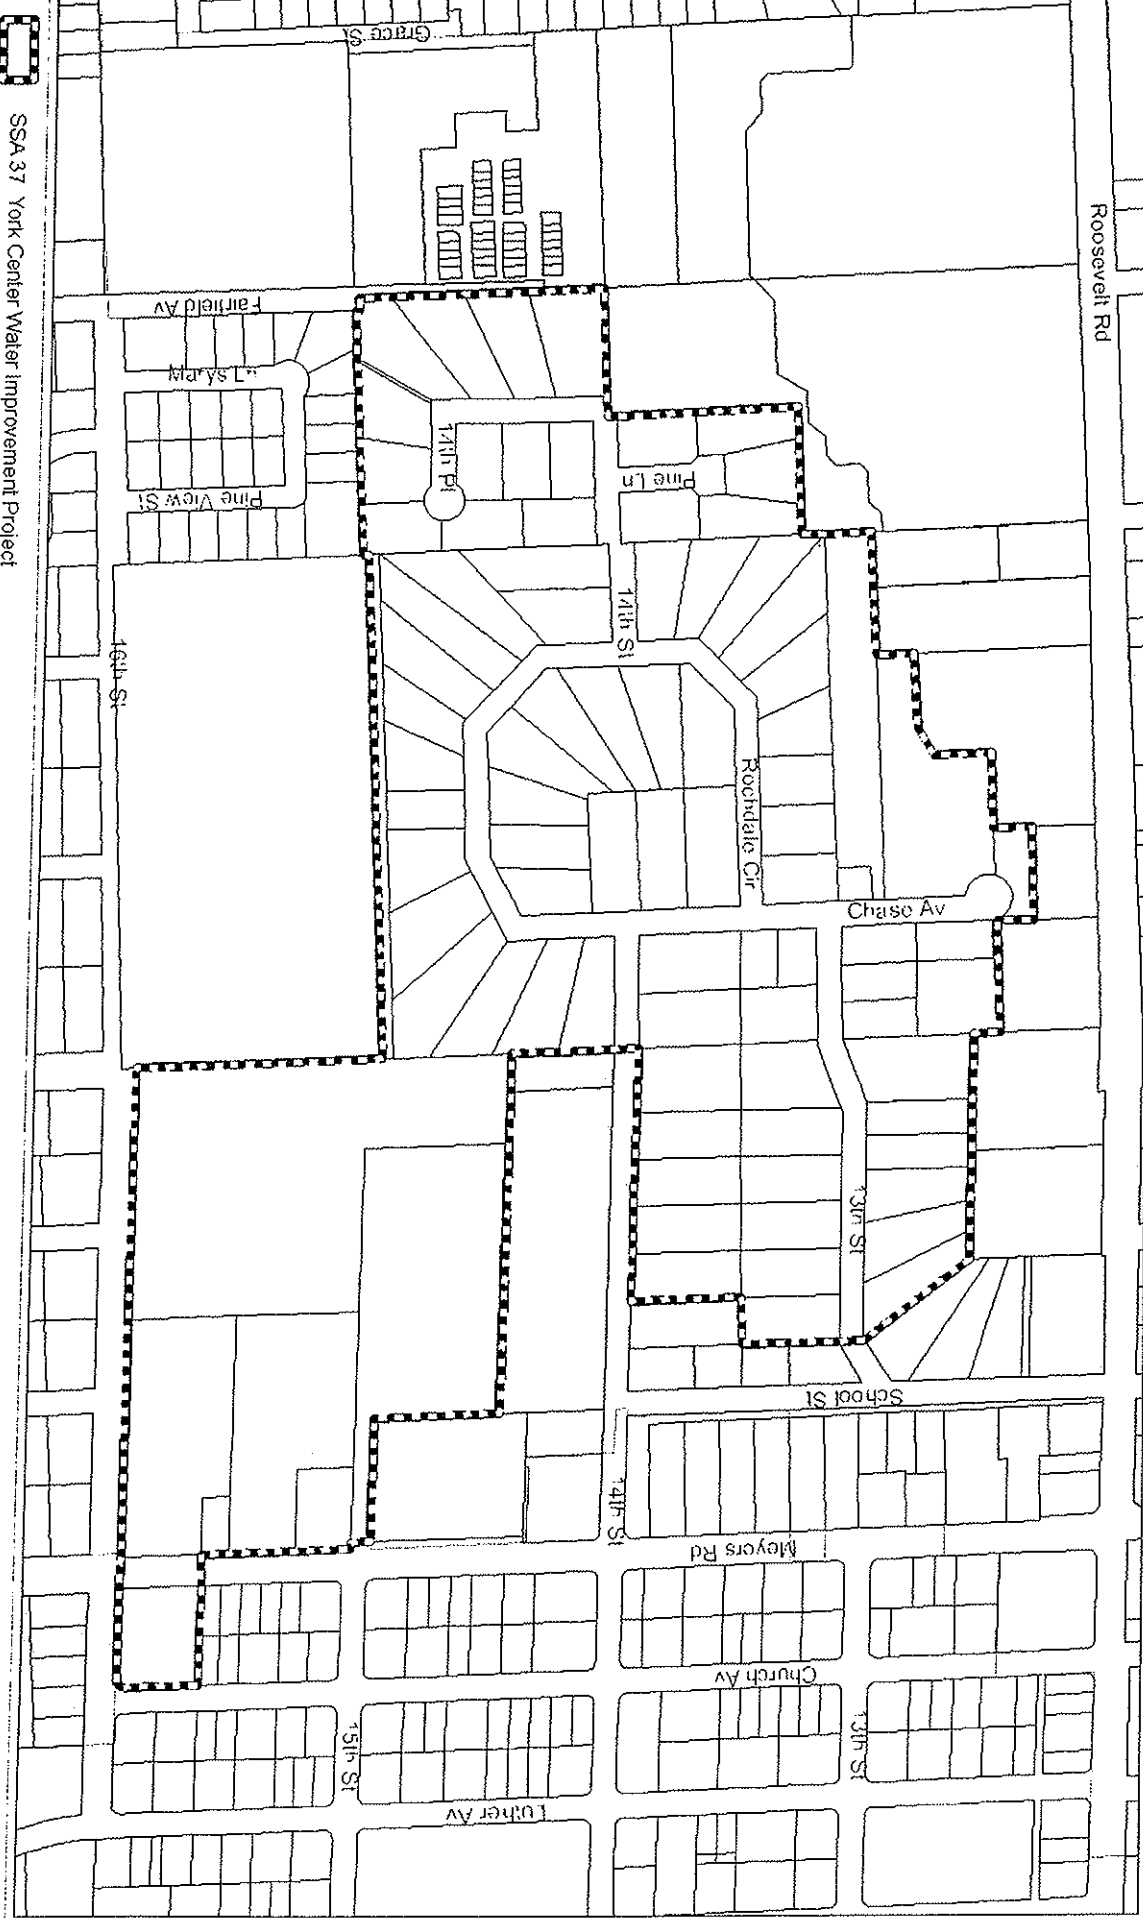 Grace St
Roosevelt Rd
Fairfield Av
Marys Ln
14th Pl
Pine Ln
Pine View St
14th St
16th St
Rochdale Cir
Chase Av
13th St
School St
14th St
Meyers Rd
Church Av
13th St
15th St
Luther Av
SSA 37 York Center Water Improvement Project